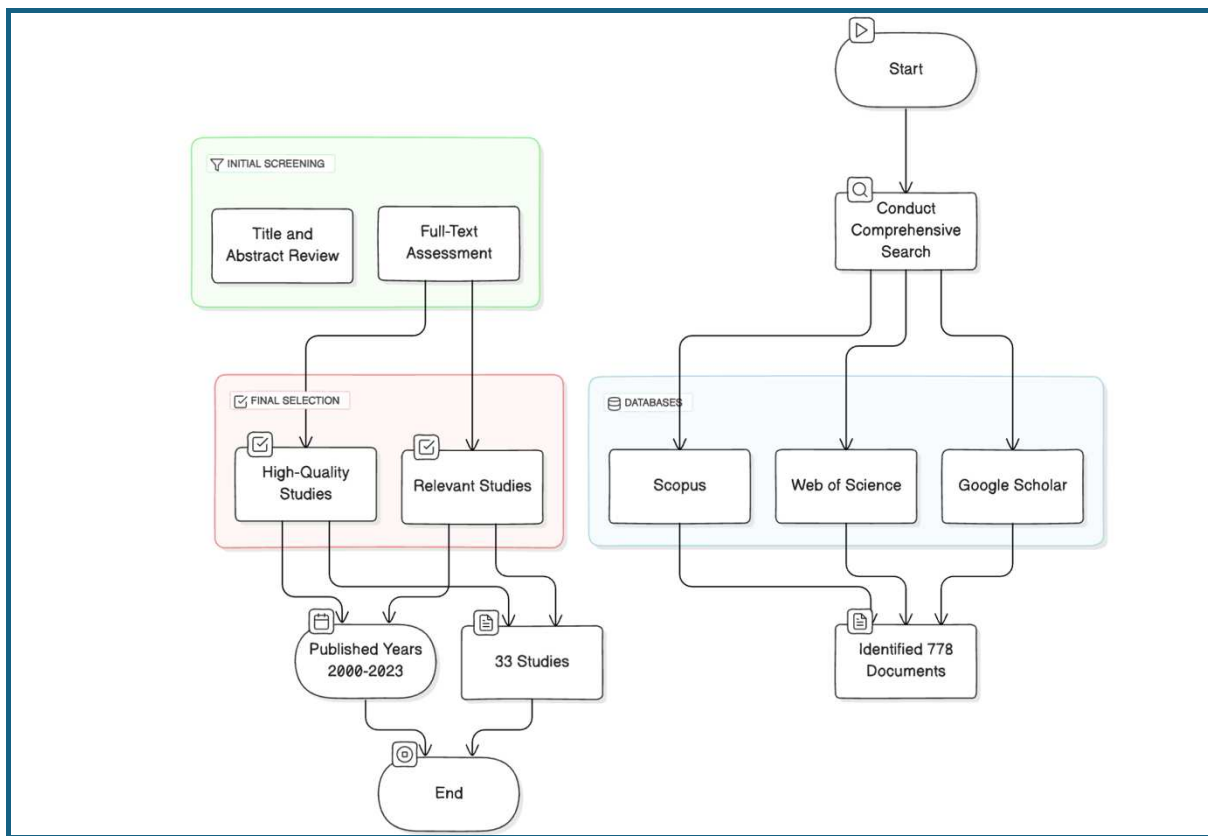 Start
INITIAL SCREENING
Title and
Abstract Review
Full-Text
Assessment
Conduct
Comprehensive
Search
FINAL SELECTION
High-Quality
Studies
Relevant Studies
DATABASES
Scopus
Web of Science
Google Scholar
Published Years
2000-2023
33 Studies
Identified 778
Documents
End